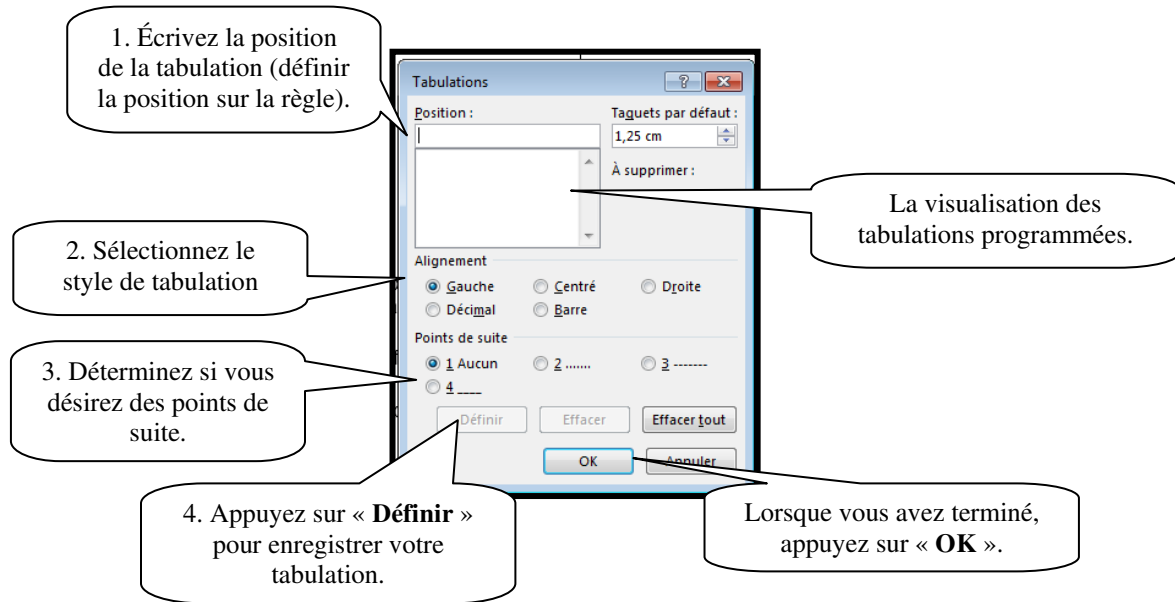 1. Écrivez la position
de la tabulation (définir
la position sur la règle).
Tabulations
Position :
Taquets par défaut :
1,25 cm
À supprimer :
La visualisation des
tabulations programmées.
2. Sélectionnez le
style de tabulation
Alignement
Gauche Centré Droite
Décimal Barre
Points de suite
1 Aucun 2 ....... 3 -------
4 ____
3. Déterminez si vous
désirez des points de
suite.
Définir Effacer Effacer tout
OK Annuler
4. Appuyez sur « Définir »
pour enregistrer votre
tabulation.
Lorsque vous avez terminé,
appuyez sur « OK ».